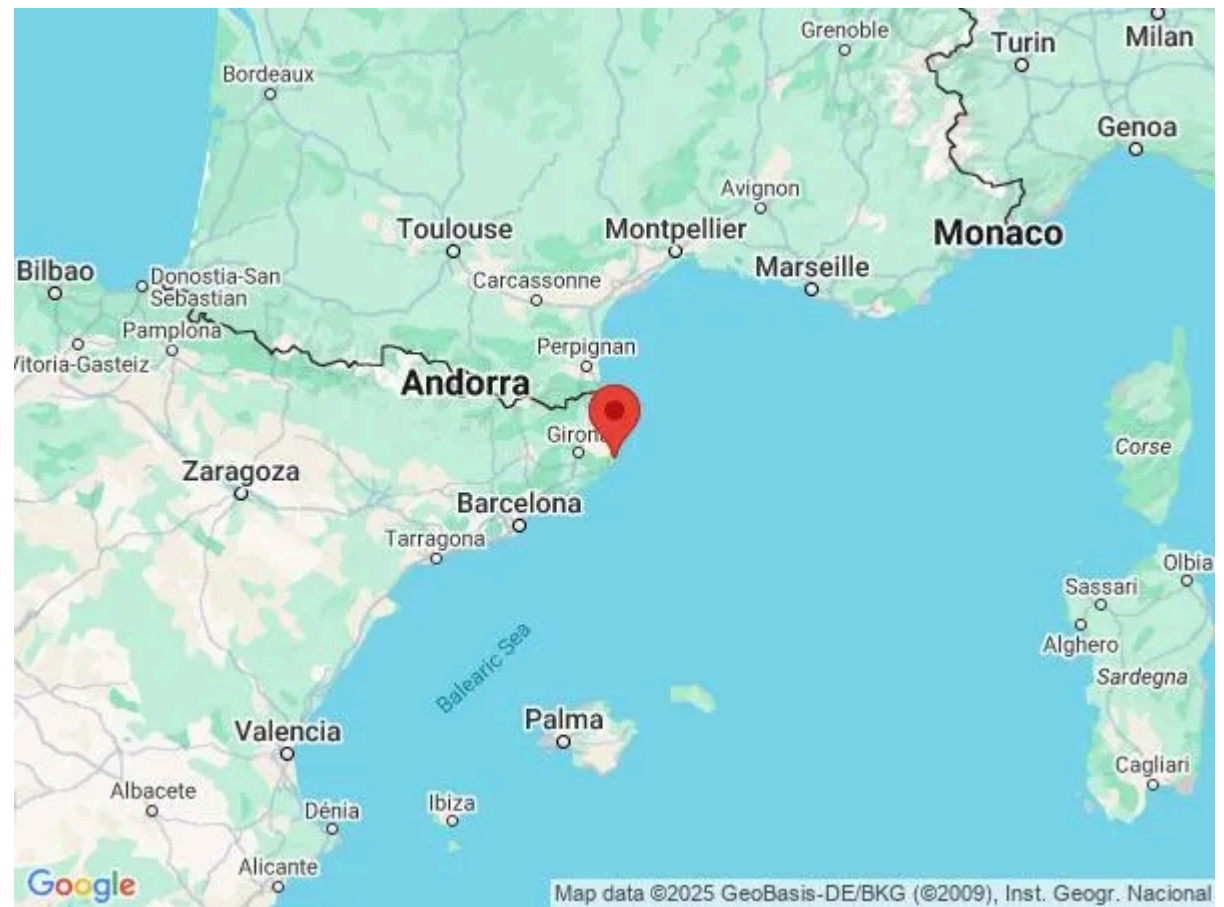 Grenoble
Turin
Milan
Bordeaux
Genoa
Avignon
Toulouse
Montpellier
Monaco
Marseille
Bilbao
Donostia-San
Sebastian
Carcassonne
Pamplona
Perpignan
Vitoria-Gasteiz
Andorra
Girona
Corse
Zaragoza
Barcelona
Tarragona
Olbia
Sassari
Alghero
Balearic Sea
Sardegna
Valencia
Palma
Cagliari
Albacete
Dénia
Ibiza
Alicante
Google
Map data ©2025 GeoBasis-DE/BKG (©2009), Inst. Geogr. Nacional